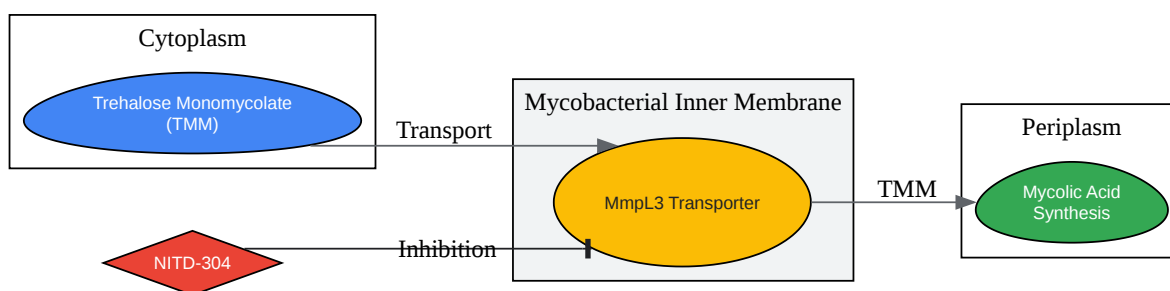 Cytoplasm
Trehalose Monomycolate
(TMM)
Transport
Mycobacterial Inner Membrane
MmpL3 Transporter
TMM
Periplasm
Mycolic Acid
Synthesis
NITD-304
Inhibition